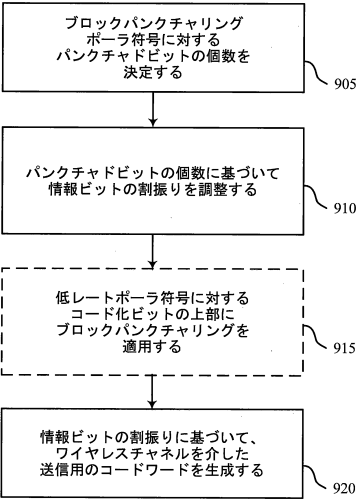 ブロックパンクチャリング
ポーラ符号に対する
パンクチャドビットの個数を
決定する
905
パンクチャドビットの個数に基づいて
情報ビットの割振りを調整する
910
低レートポーラ符号に対する
コード化ビットの上部に
ブロックパンクチャリングを
適用する
915
情報ビットの割振りに基づいて、
ワイヤレスチャネルを介した
送信用のコードワードを生成する
920